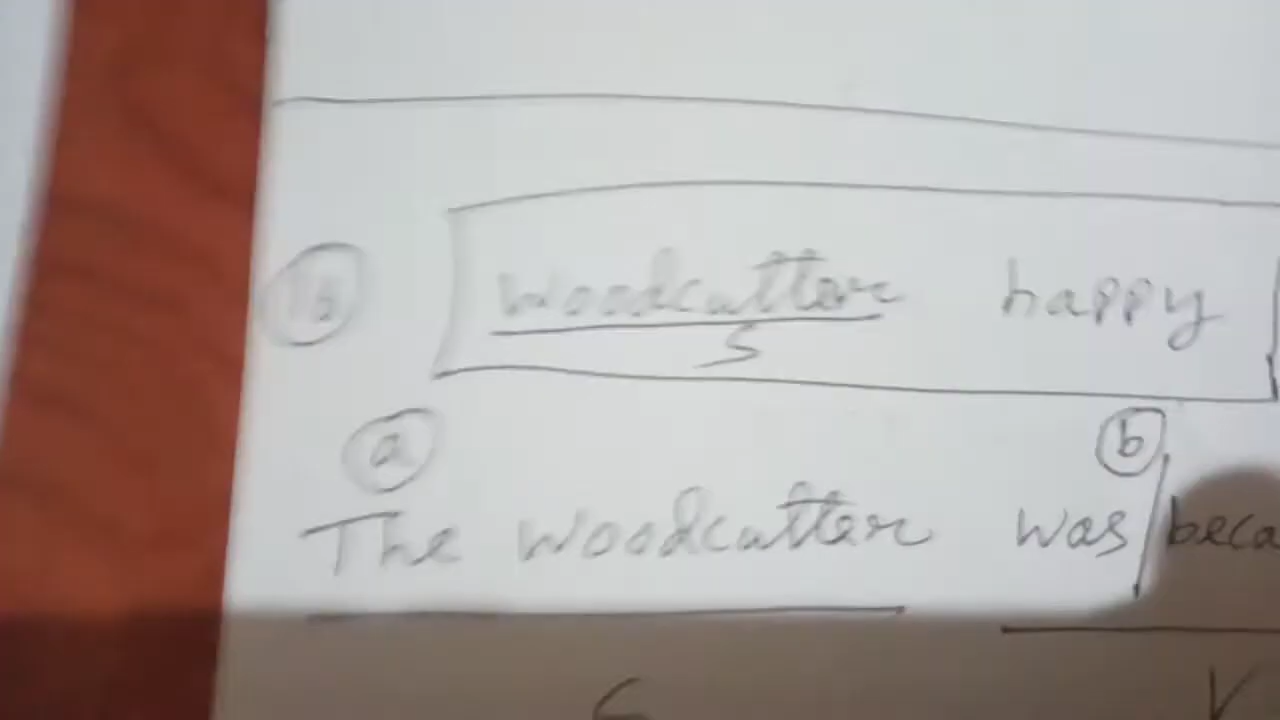 woodcutter happy
S
a b
The woodcutter was/beca
S V